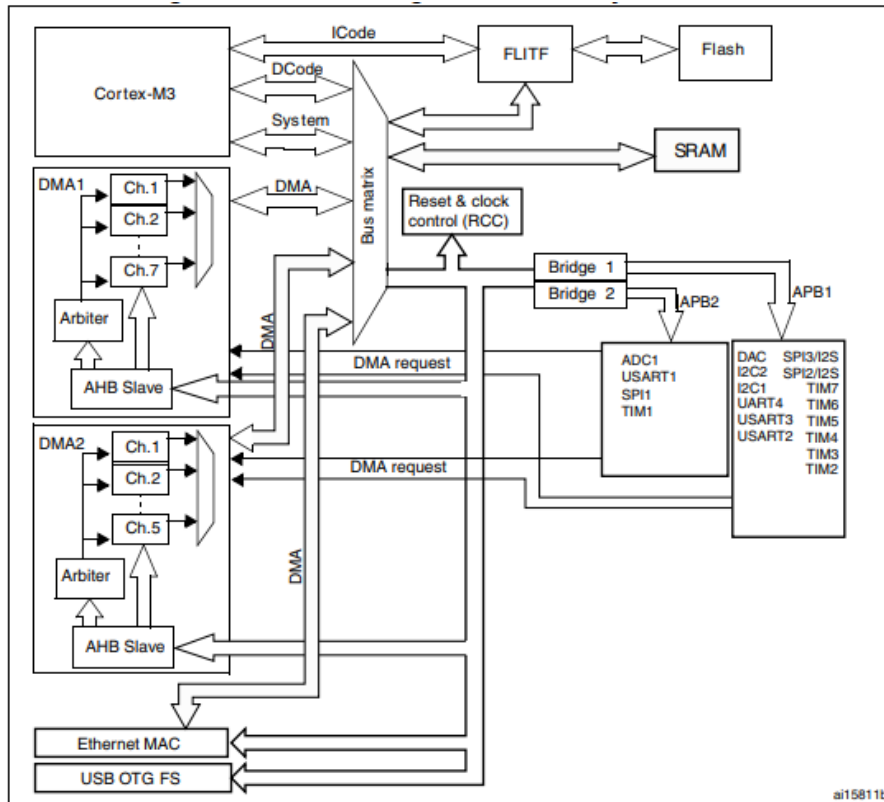 ICode
FLITF
Flash
DCode
Cortex-M3
System
SRAM
Bus matrix
DMA1
Ch.1
Ch.2
Ch.7
DMA
Reset & clock
control (RCC)
Bridge 1
Bridge 2
APB2
APB1
Arbiter
AHB Slave
DMA
DMA request
ADC1
USART1
SPI1
TIM1
DAC SPI3/I2S
I2C2 SPI2/I2S
I2C1 TIM7
UART4 TIM6
USART3 TIM5
USART2 TIM4
TIM3
TIM2
DMA2
Ch.1
Ch.2
Ch.5
DMA request
DMA
Arbiter
AHB Slave
Ethernet MAC
USB OTG FS
ai15811b